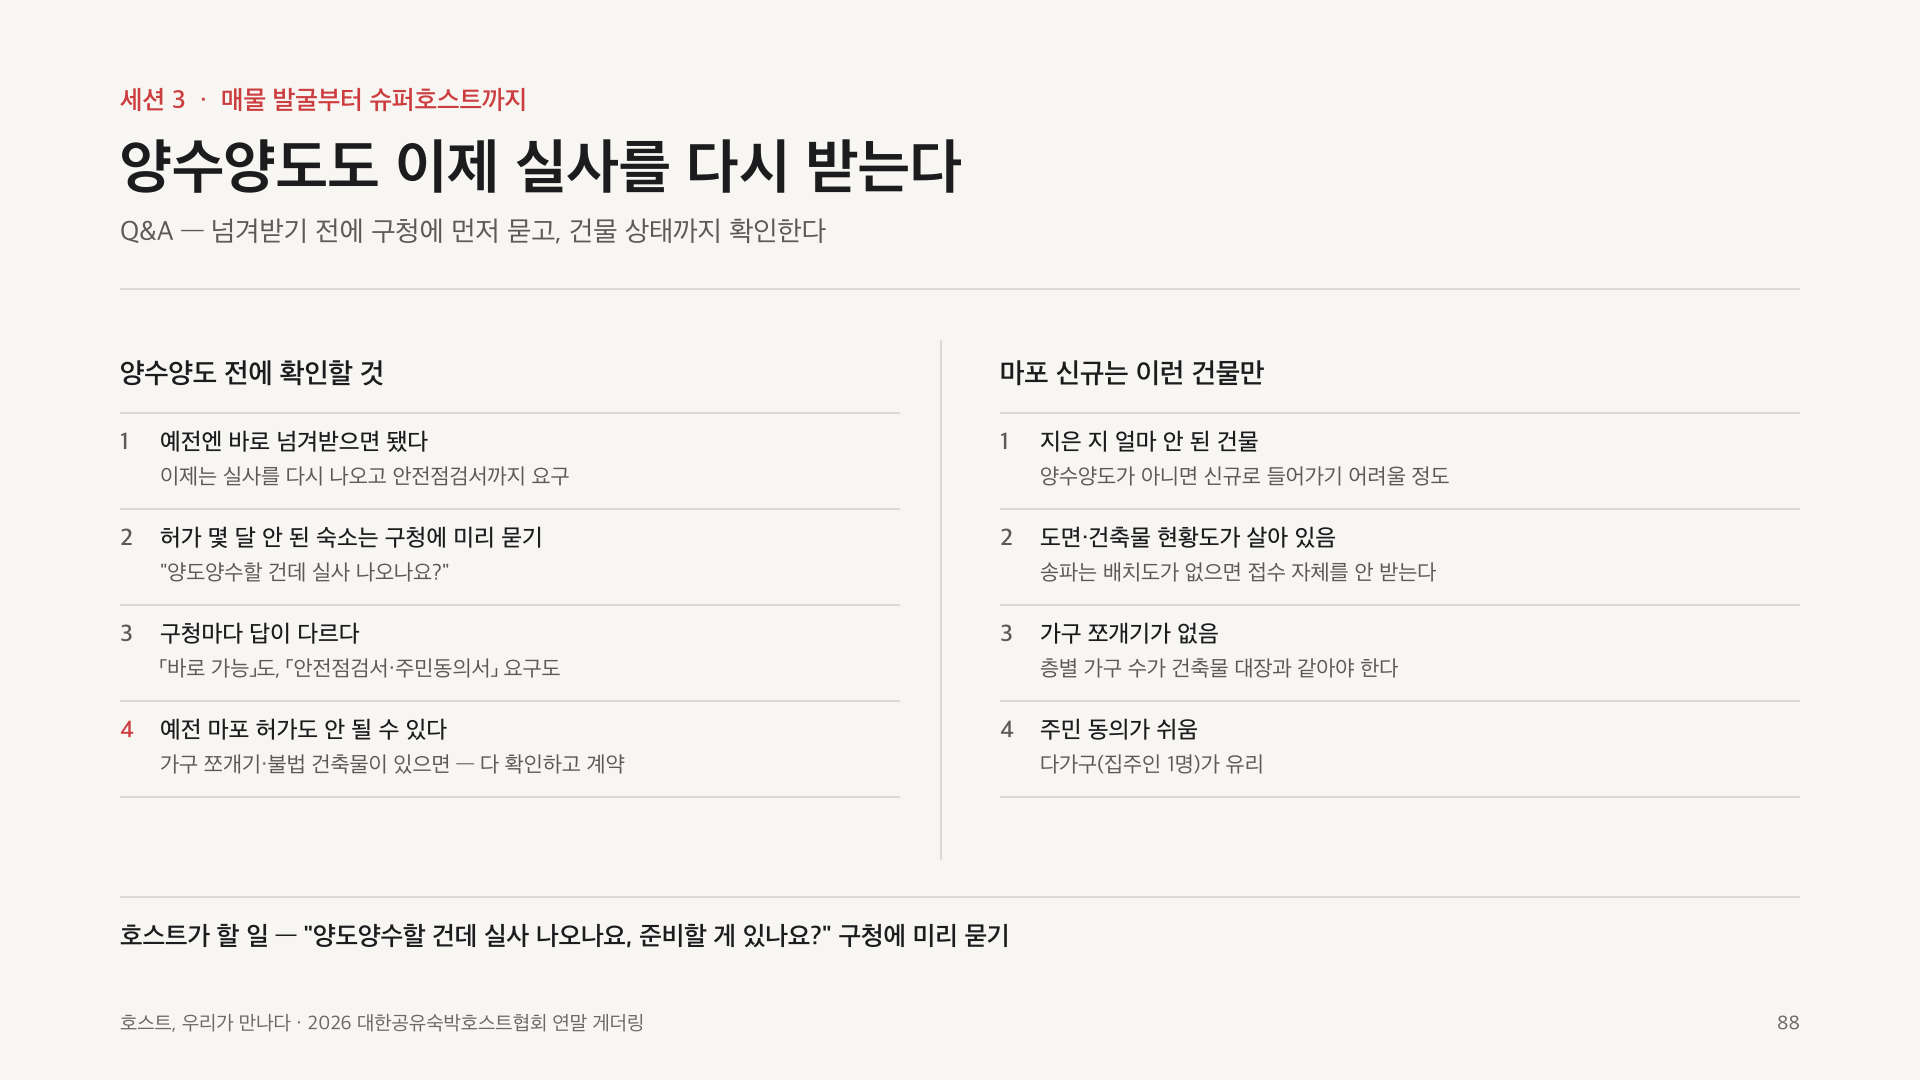 세션 3 · 매물 발굴부터 슈퍼호스트까지
양수양도도 이제 실사를 다시 받는다
Q&A — 넘겨받기 전에 구청에 먼저 묻고, 건물 상태까지 확인한다
양수양도 전에 확인할 것
1 예전엔 바로 넘겨받으면 됐다
이제는 실사를 다시 나오고 안전점검서까지 요구
2 허가 몇 달 안 된 숙소는 구청에 미리 묻기
"양도양수할 건데 실사 나오나요?"
3 구청마다 답이 다르다
「바로 가능」도, 「안전점검서·주민동의서」 요구도
4 예전 마포 허가도 안 될 수 있다
가구 쪼개기·불법 건축물이 있으면 — 다 확인하고 계약
마포 신규는 이런 건물만
1 지은 지 얼마 안 된 건물
양수양도가 아니면 신규로 들어가기 어려울 정도
2 도면·건축물 현황도가 살아 있음
송파는 배치도가 없으면 접수 자체를 안 받는다
3 가구 쪼개기가 없음
층별 가구 수가 건축물 대장과 같아야 한다
4 주민 동의가 쉬움
다가구(집주인 1명)가 유리
호스트가 할 일 — "양도양수할 건데 실사 나오나요, 준비할 게 있나요?" 구청에 미리 묻기
호스트, 우리가 만나다 · 2026 대한공유숙박호스트협회 연말 게더링
88